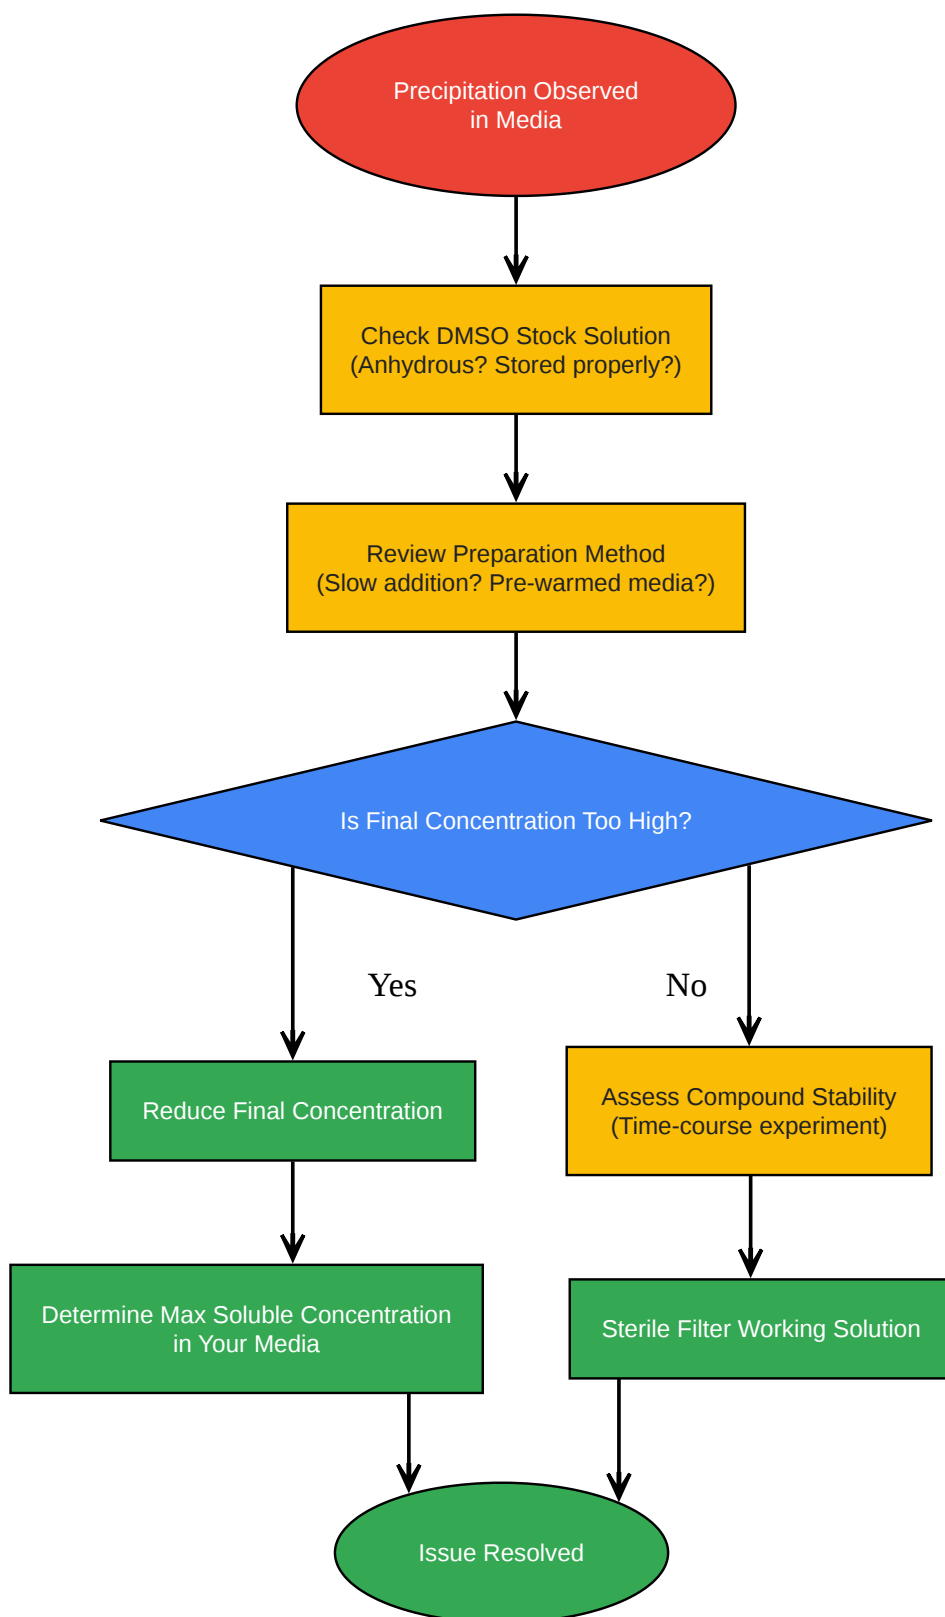 Precipitation Observed
in Media
Check DMSO Stock Solution
(Anhydrous? Stored properly?)
Review Preparation Method
(Slow addition? Pre-warmed media?)
Is Final Concentration Too High?
Yes
No
Reduce Final Concentration
Assess Compound Stability
(Time-course experiment)
Determine Max Soluble Concentration
in Your Media
Sterile Filter Working Solution
Issue Resolved